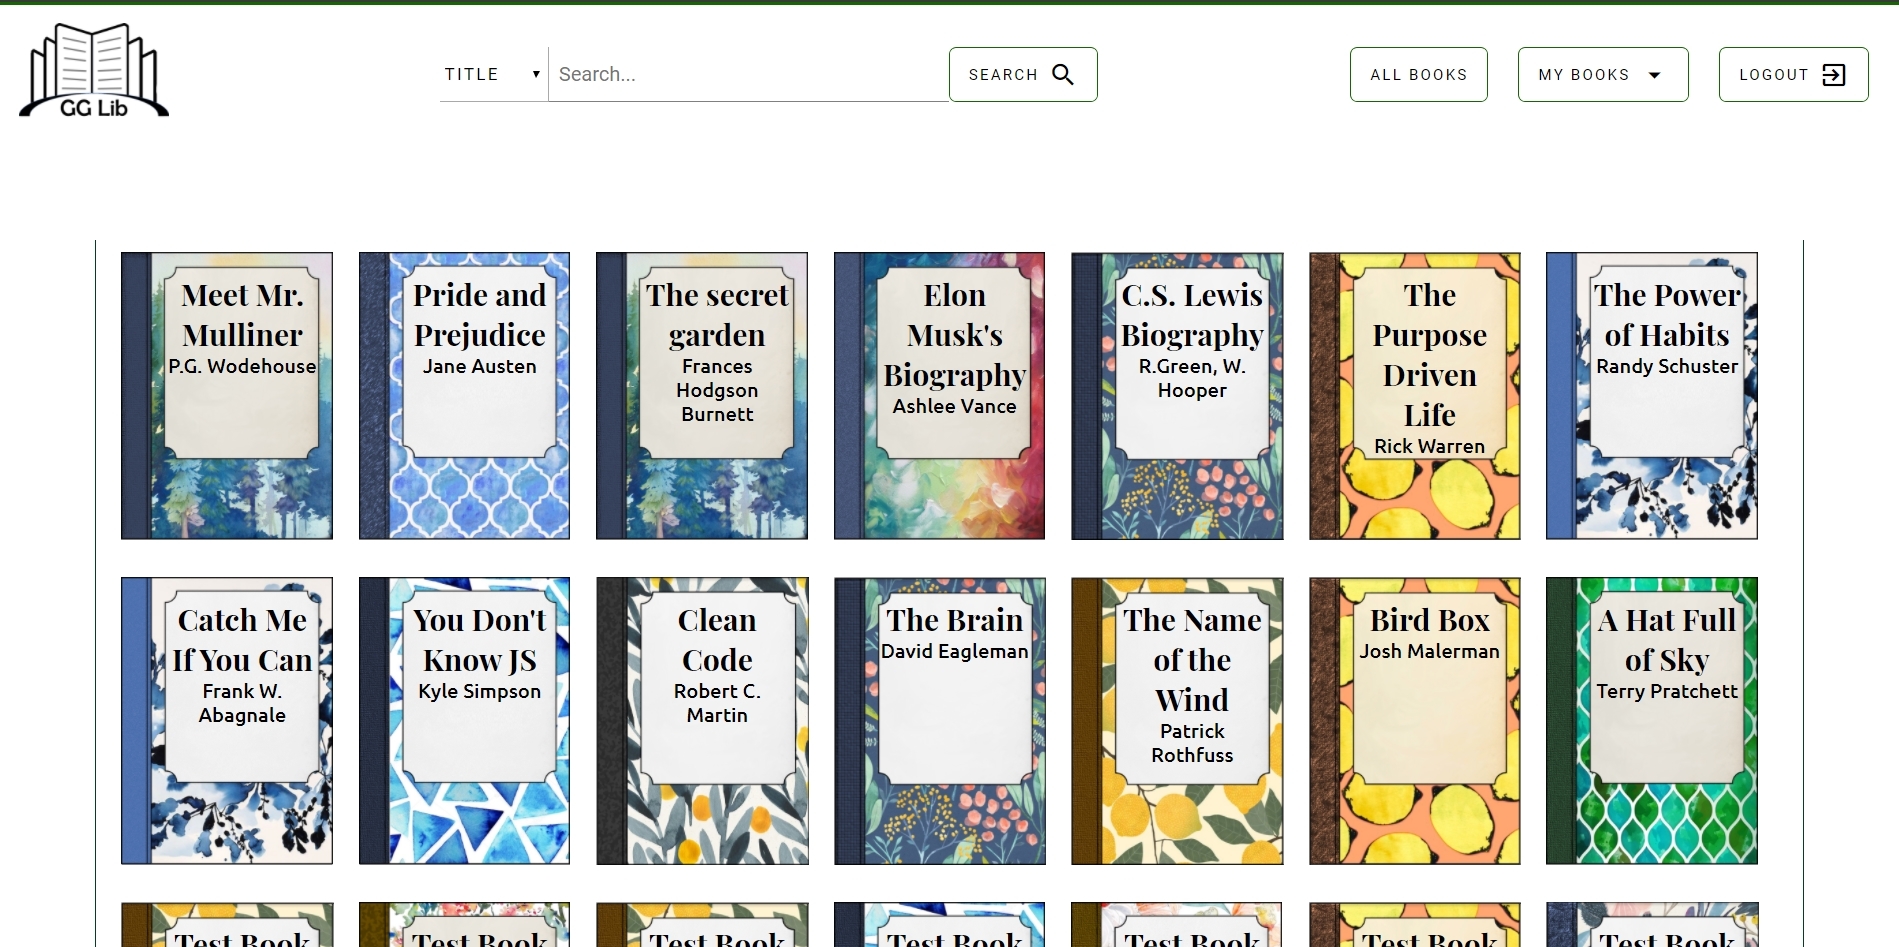 GG Lib
TITLE
Search...
SEARCH
ALL BOOKS
MY BOOKS
LOGOUT
Meet Mr.
Mulliner
P.G. Wodehouse
Pride and
Prejudice
Jane Austen
The secret
garden
Frances
Hodgson
Burnett
Elon
Musk's
Biography
Ashlee Vance
C.S. Lewis
Biography
R.Green, W.
Hooper
The
Purpose
Driven
Life
Rick Warren
The Power
of Habits
Randy Schuster
Catch Me
If You Can
Frank W.
Abagnale
You Don't
Know JS
Kyle Simpson
Clean
Code
Robert C.
Martin
The Brain
David Eagleman
The Name
of the
Wind
Patrick
Rothfuss
Bird Box
Josh Malerman
A Hat Full
of Sky
Terry Pratchett
Test Book
Test Book
Test Book
Test Book
Test Book
Test Book
Test Book